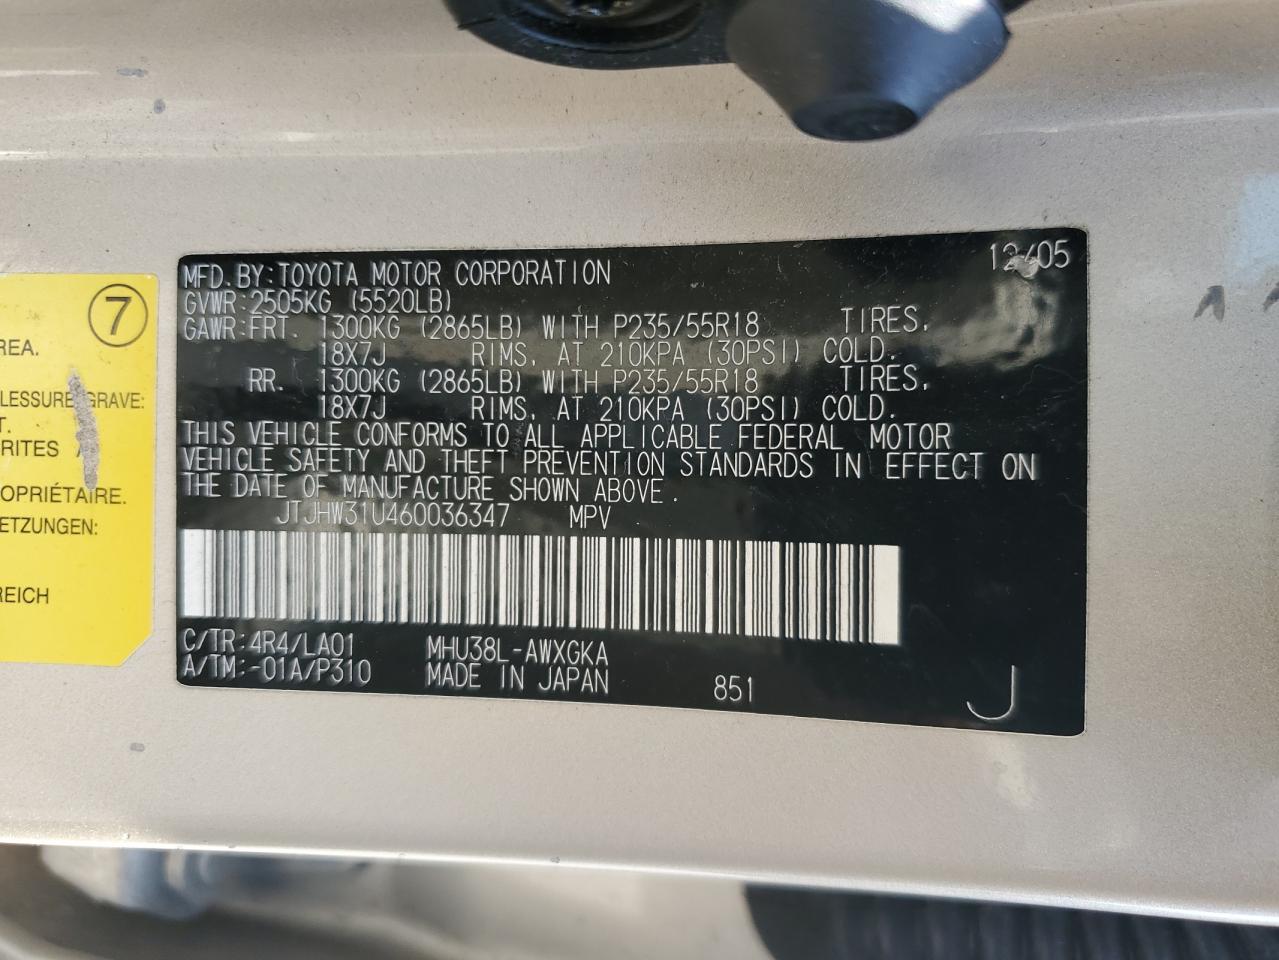 7
REA.
LESSURE GRAVE:
T.
RITES
OPRIÉTAIRE.
ETZUNGEN:
REICH
12/05
MFD. BY: TOYOTA MOTOR CORPORATION
GVWR: 2505KG (5520LB)
GAWR: FRT. 1300KG (2865LB) WITH P235/55R18 TIRES,
18X7J RIMS, AT 210KPA (30PSI) COLD.
RR. 1300KG (2865LB) WITH P235/55R18 TIRES,
18X7J RIMS, AT 210KPA (30PSI) COLD.
THIS VEHICLE CONFORMS TO ALL APPLICABLE FEDERAL MOTOR
VEHICLE SAFETY AND THEFT PREVENTION STANDARDS IN EFFECT ON
THE DATE OF MANUFACTURE SHOWN ABOVE.
JTJHW31U460036347 MPV
C/TR: 4R4/LA01 MHU38L-AWXGKA
A/TM: -01A/P310 MADE IN JAPAN 851 J